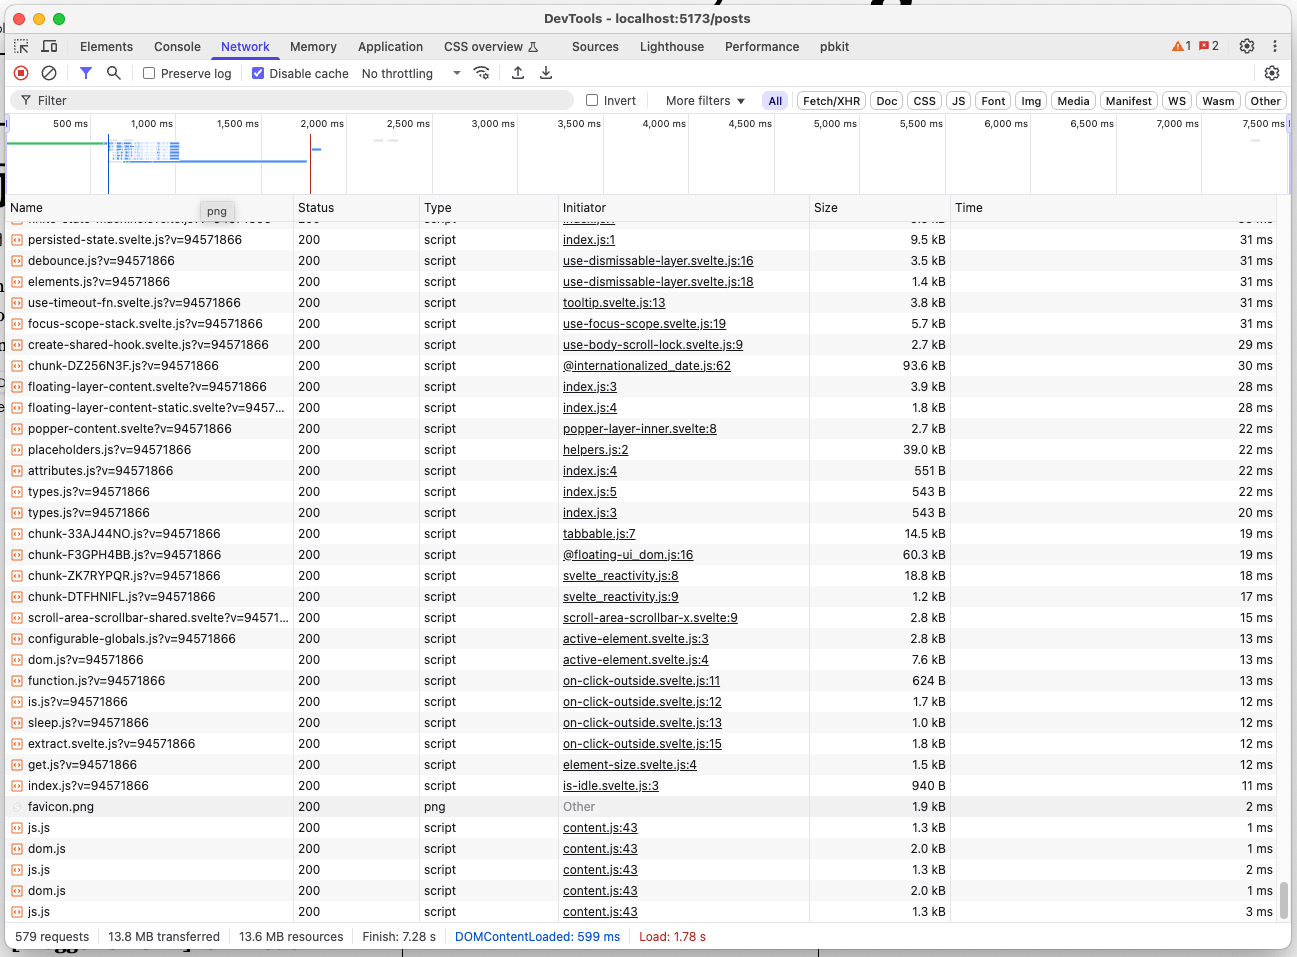 DevTools - localhost:5173/posts
Elements Console Network Memory Application CSS overview Sources Lighthouse Performance pbkit 1 2
Preserve log Disable cache No throttling
Filter Invert More filters All Fetch/XHR Doc CSS JS Font Img Media Manifest WS Wasm Other
500 ms 1,000 ms 1,500 ms 2,000 ms 2,500 ms 3,000 ms 3,500 ms 4,000 ms 4,500 ms 5,000 ms 5,500 ms 6,000 ms 6,500 ms 7,000 ms 7,500 ms
Name Status Type Initiator Size Time
png
persisted-state.svelte.js?v=94571866 200 script index.js:1 9.5 kB 31 ms
debounce.js?v=94571866 200 script use-dismissable-layer.svelte.js:16 3.5 kB 31 ms
elements.js?v=94571866 200 script use-dismissable-layer.svelte.js:18 1.4 kB 31 ms
use-timeout-fn.svelte.js?v=94571866 200 script tooltip.svelte.js:13 3.8 kB 31 ms
focus-scope-stack.svelte.js?v=94571866 200 script use-focus-scope.svelte.js:19 5.7 kB 31 ms
create-shared-hook.svelte.js?v=94571866 200 script use-body-scroll-lock.svelte.js:9 2.7 kB 29 ms
chunk-DZ256N3F.js?v=94571866 200 script @internationalized_date.js:62 93.6 kB 30 ms
floating-layer-content.svelte?v=94571866 200 script index.js:3 3.9 kB 28 ms
floating-layer-content-static.svelte?v=9457... 200 script index.js:4 1.8 kB 28 ms
popper-content.svelte?v=94571866 200 script popper-layer-inner.svelte:8 2.7 kB 22 ms
placeholders.js?v=94571866 200 script helpers.js:2 39.0 kB 22 ms
attributes.js?v=94571866 200 script index.js:4 551 B 22 ms
types.js?v=94571866 200 script index.js:5 543 B 22 ms
types.js?v=94571866 200 script index.js:3 543 B 20 ms
chunk-33AJ44NO.js?v=94571866 200 script tabbable.js:7 14.5 kB 19 ms
chunk-F3GPH4BB.js?v=94571866 200 script @floating-ui_dom.js:16 60.3 kB 19 ms
chunk-ZK7RYPQR.js?v=94571866 200 script svelte_reactivity.js:8 18.8 kB 18 ms
chunk-DTFHNIFL.js?v=94571866 200 script svelte_reactivity.js:9 1.2 kB 17 ms
scroll-area-scrollbar-shared.svelte?v=94571... 200 script scroll-area-scrollbar-x.svelte:9 2.8 kB 15 ms
configurable-globals.js?v=94571866 200 script active-element.svelte.js:3 2.8 kB 13 ms
dom.js?v=94571866 200 script active-element.svelte.js:4 7.6 kB 13 ms
function.js?v=94571866 200 script on-click-outside.svelte.js:11 624 B 13 ms
is.js?v=94571866 200 script on-click-outside.svelte.js:12 1.7 kB 12 ms
sleep.js?v=94571866 200 script on-click-outside.svelte.js:13 1.0 kB 12 ms
extract.svelte.js?v=94571866 200 script on-click-outside.svelte.js:15 1.8 kB 12 ms
get.js?v=94571866 200 script element-size.svelte.js:4 1.5 kB 12 ms
index.js?v=94571866 200 script is-idle.svelte.js:3 940 B 11 ms
favicon.png 200 png Other 1.9 kB 2 ms
js.js 200 script content.js:43 1.3 kB 1 ms
dom.js 200 script content.js:43 2.0 kB 1 ms
js.js 200 script content.js:43 1.3 kB 2 ms
dom.js 200 script content.js:43 2.0 kB 1 ms
js.js 200 script content.js:43 1.3 kB 3 ms
579 requests 13.8 MB transferred 13.6 MB resources Finish: 7.28 s DOMContentLoaded: 599 ms Load: 1.78 s